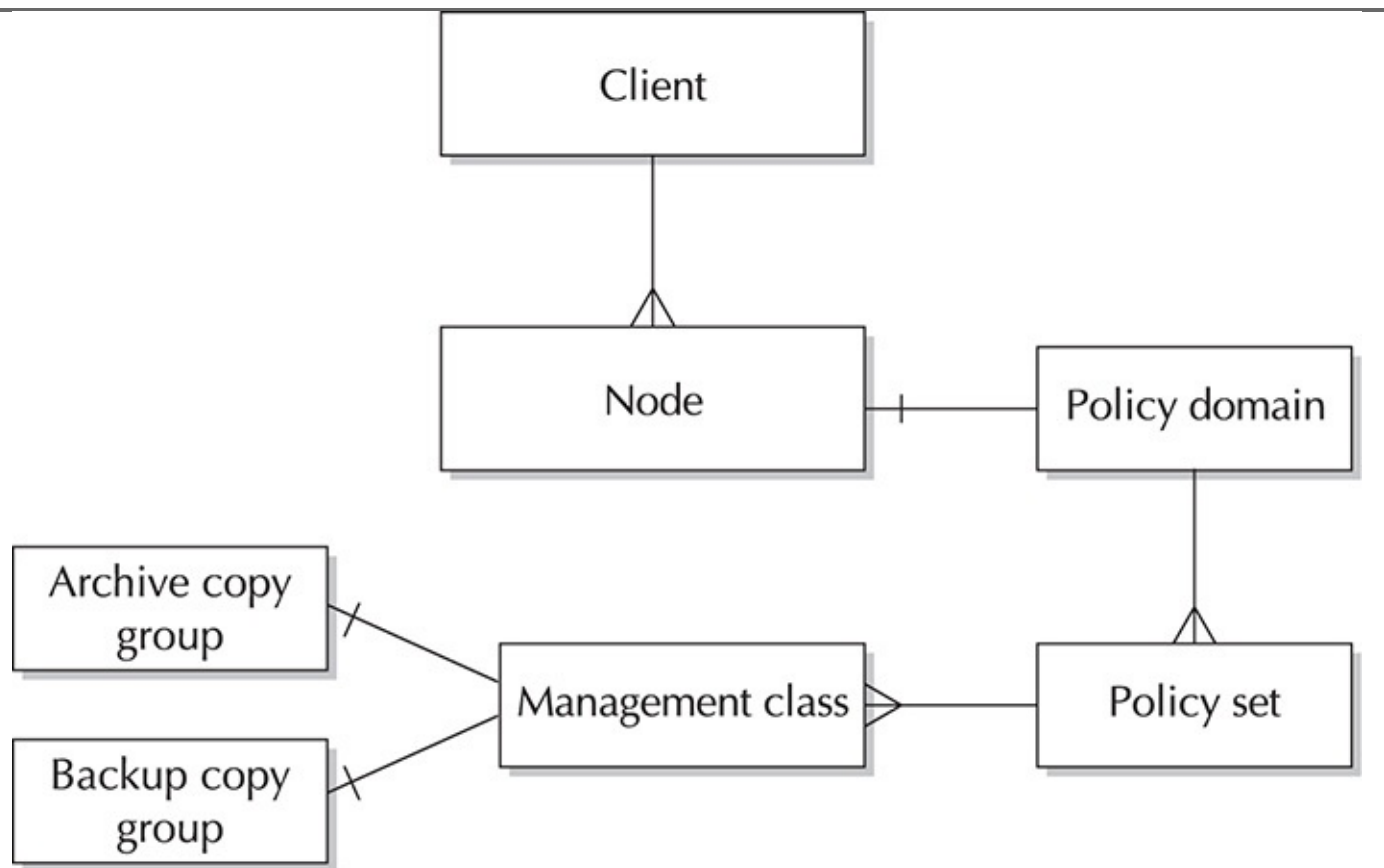 Client
Node
Policy domain
Archive copy
group
Management class
Policy set
Backup copy
group